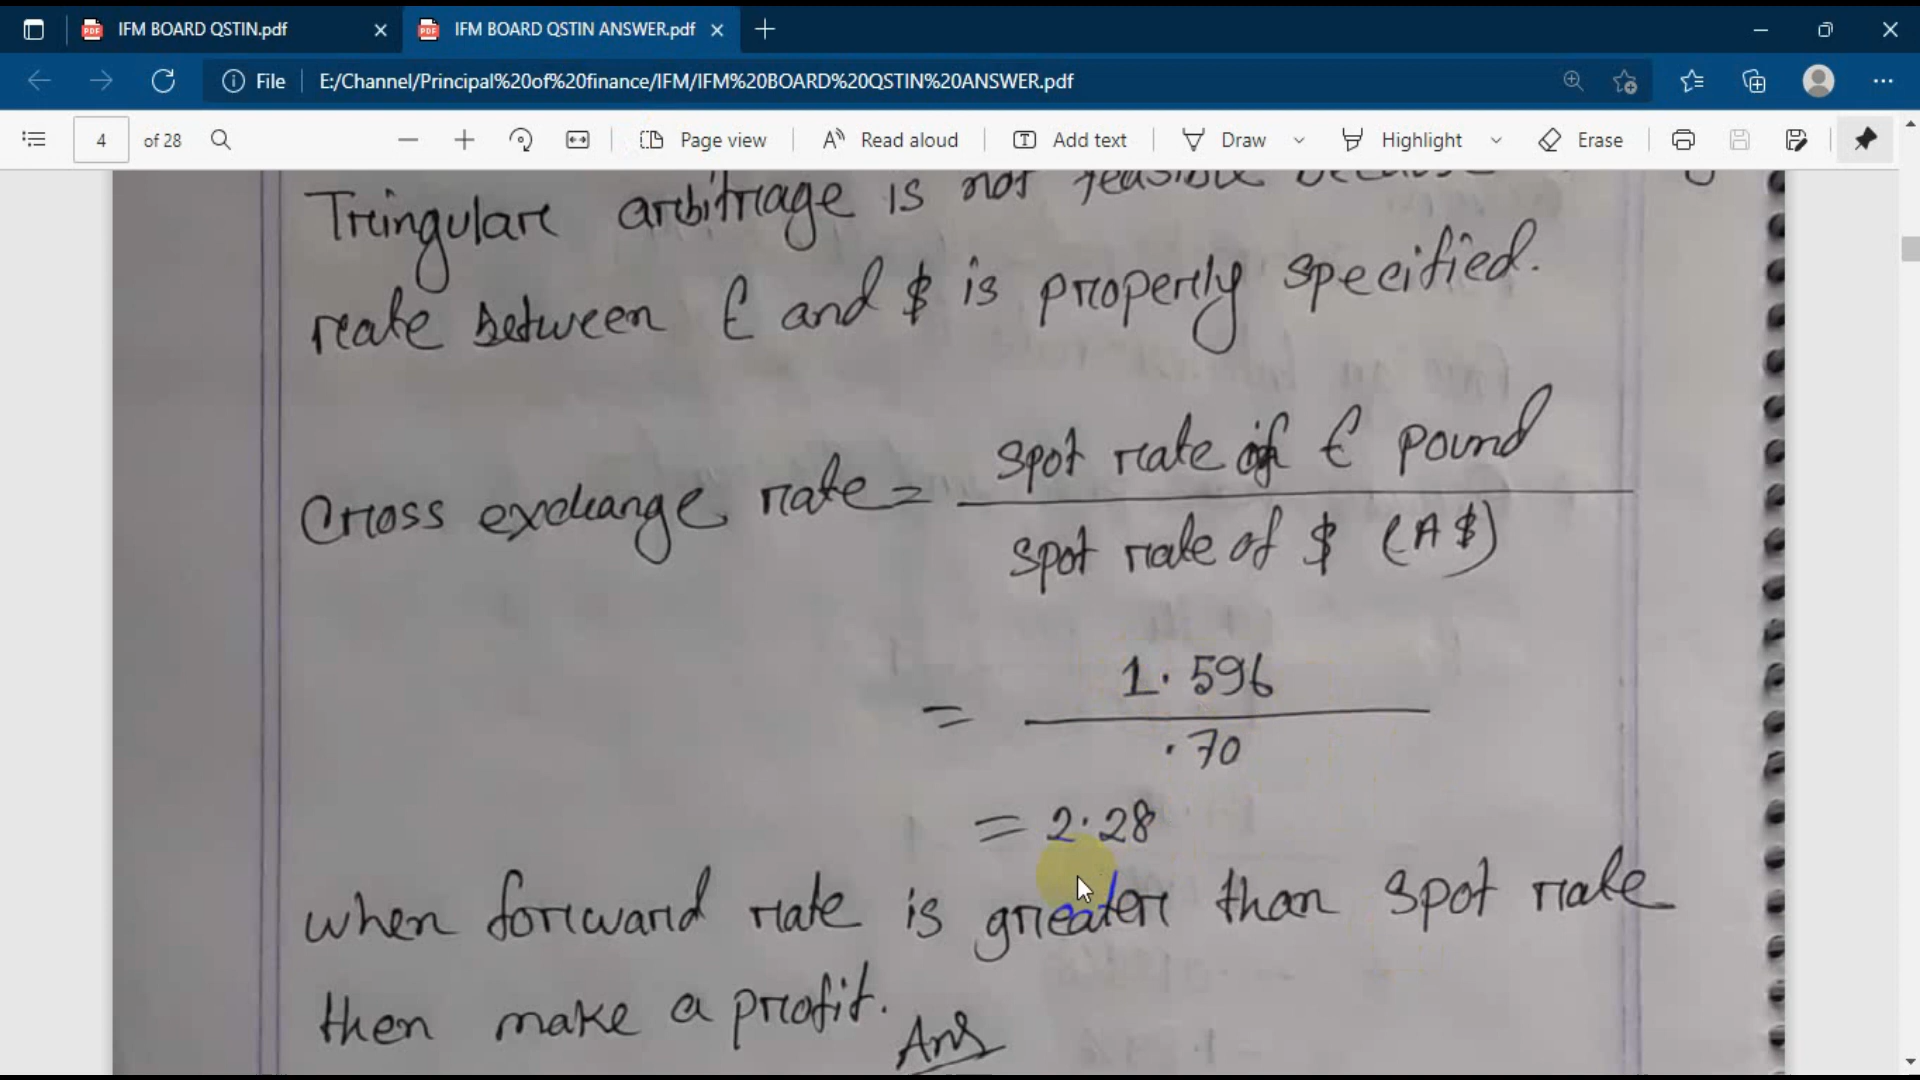 IFM BOARD QSTIN.pdf
IFM BOARD QSTIN ANSWER.pdf
File
E:/Channel/Principal%20of%20finance/IFM/IFM%20BOARD%20QSTIN%20ANSWER.pdf
4 of 28
Page view
Read aloud
Add text
Draw
Highlight
Erase
Tringular arbitriage is not feasible
rate between £ and $ is properly specified.
Cross exchange rate = spot rate of £ pound
spot rate of $ (A$)
= 1.596
.70
= 2.28
when forward rate is greater than spot rate
then make a profit.
Ans